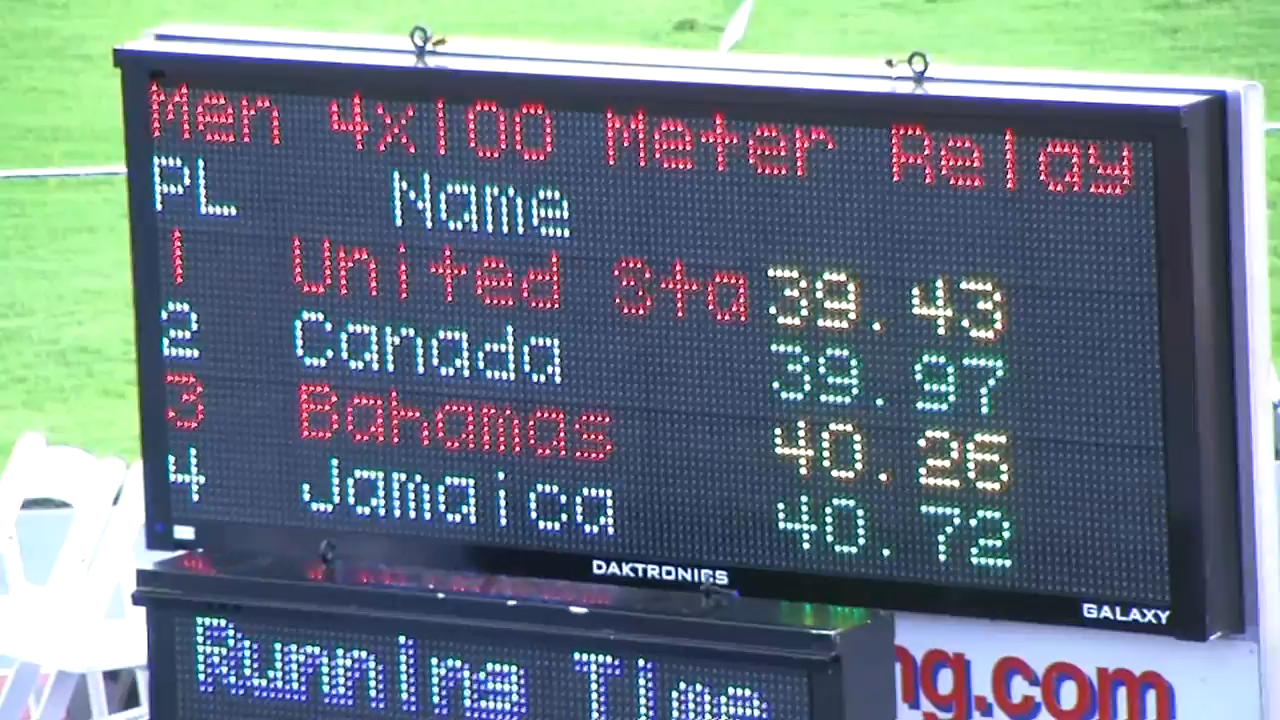 Men 4x100 Meter Relay
PL Name
1 United Sta 39.43
2 Canada 39.97
3 Bahamas 40.26
4 Jamaica 40.72
DAKTRONICS
GALAXY
Running Time
ng.com